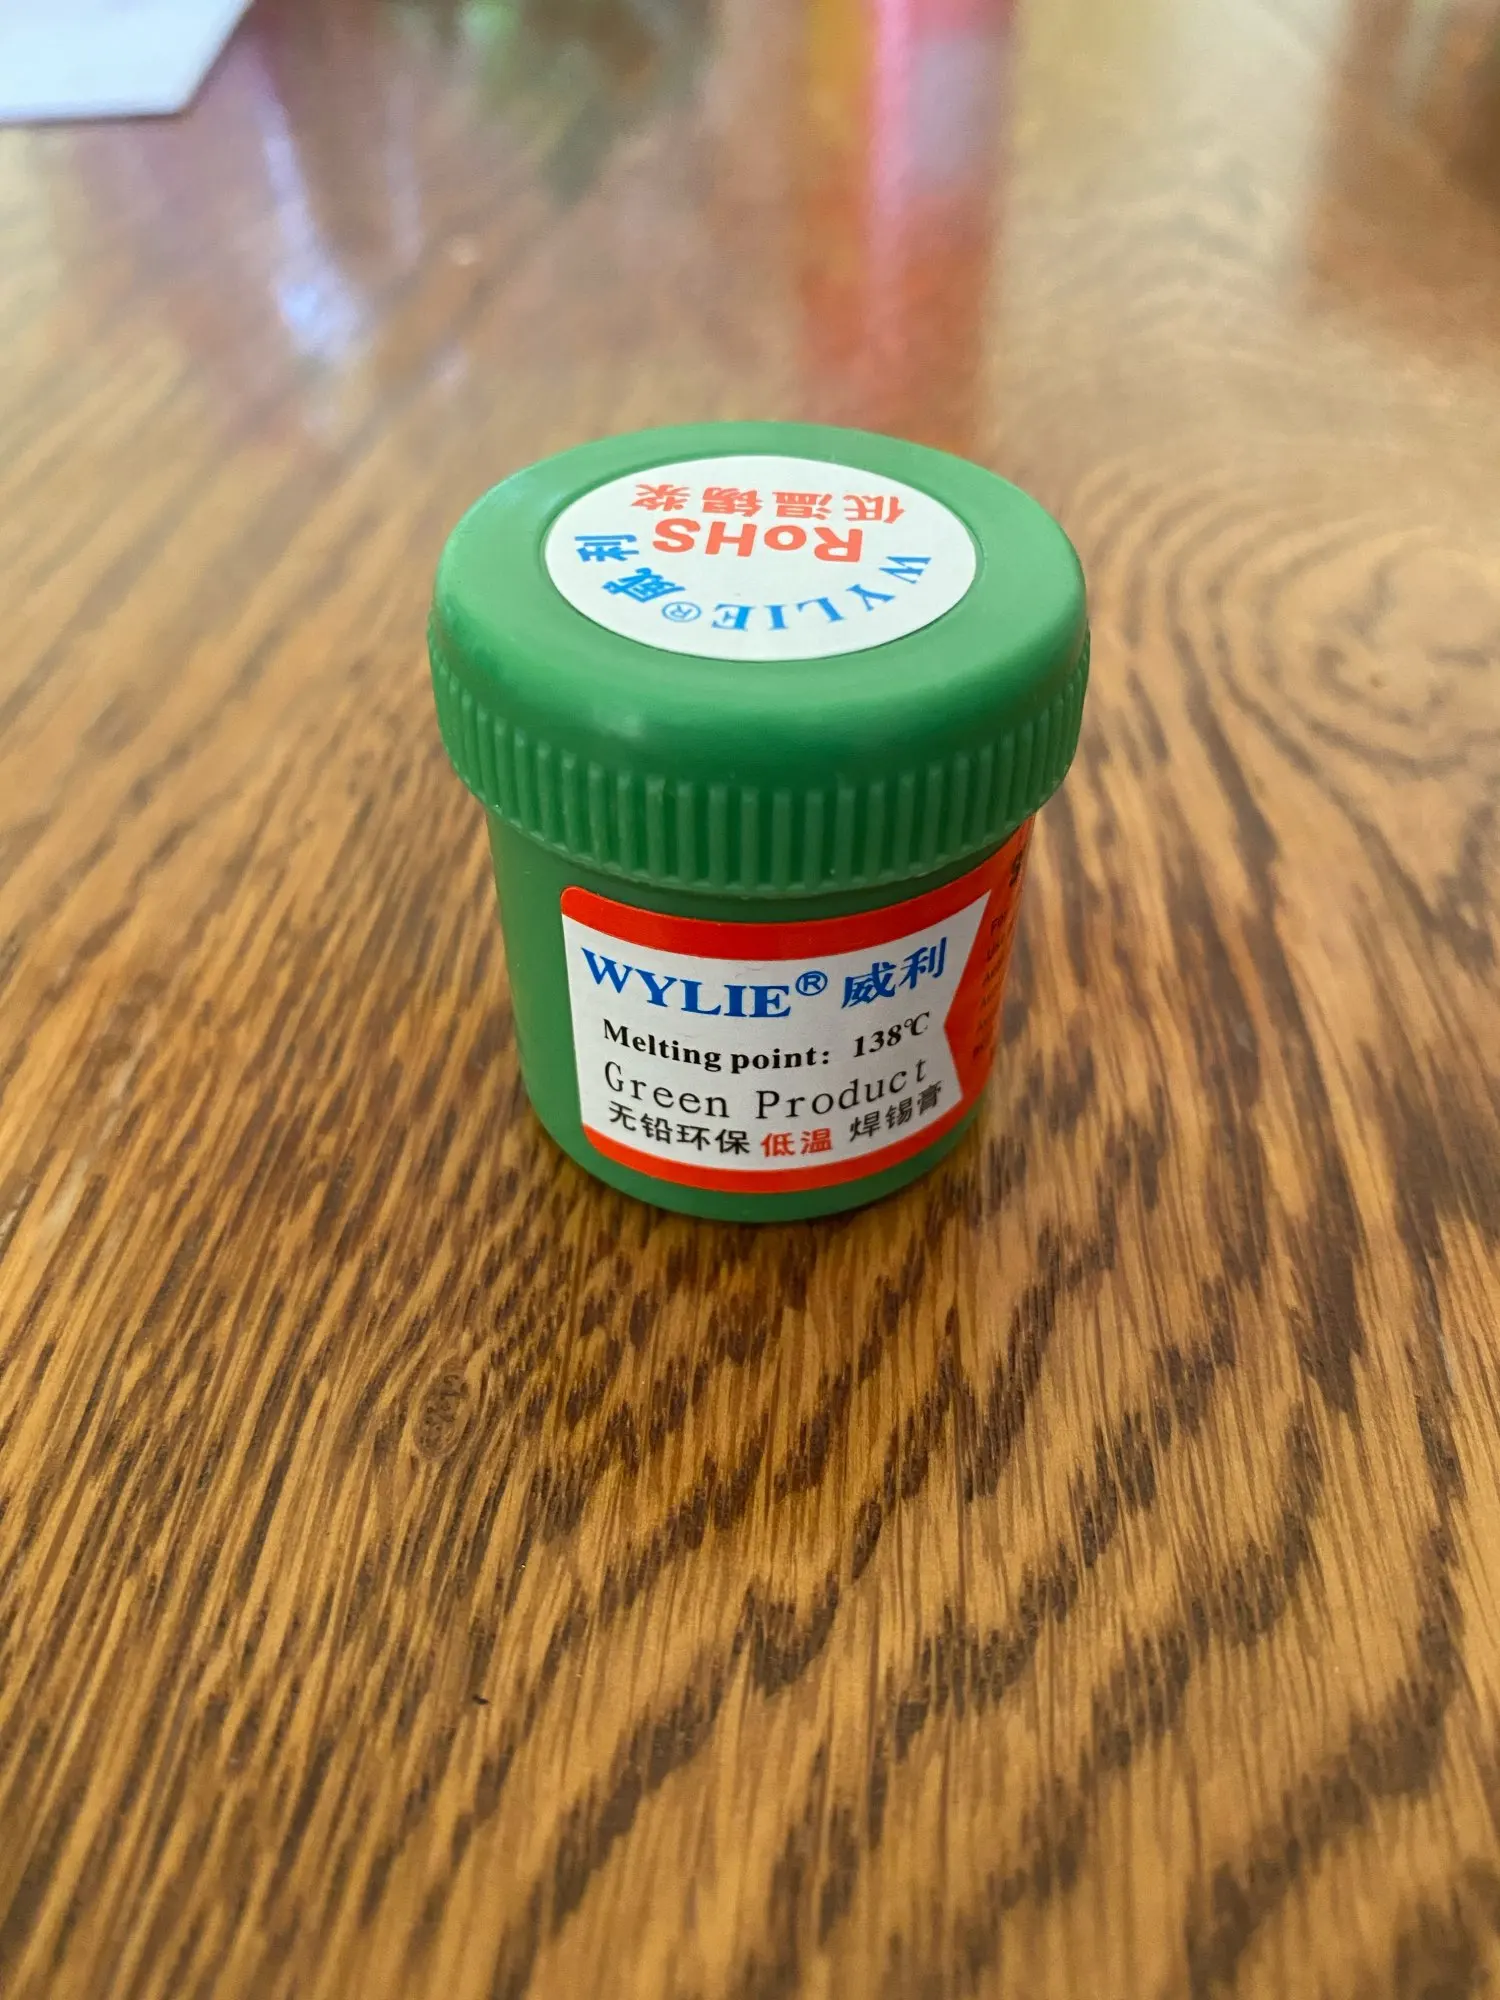 低温锡浆
RoHS
WYLIE® 威利
WYLIE® 威利
Melting point: 138℃
Green Product
无铅环保 低温 焊锡膏